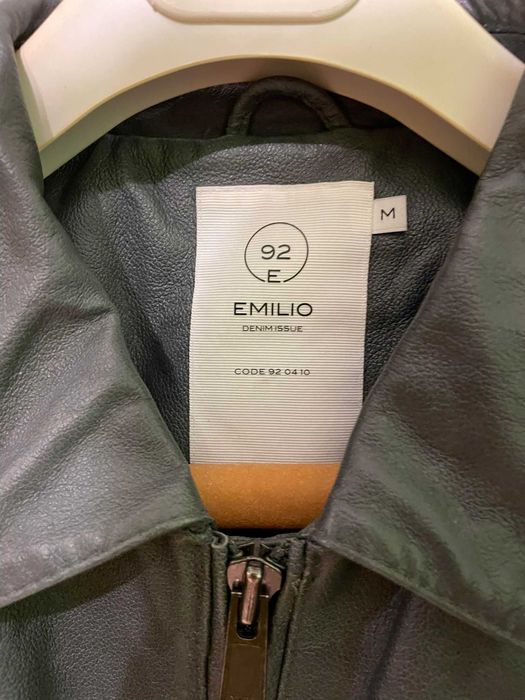 92
E
EMILIO
DENIM ISSUE
CODE 92 04 10
M